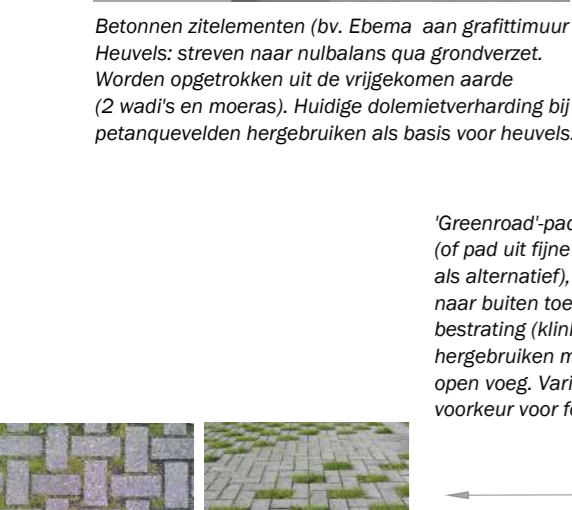 Betonnen zitelementen (bv. Ebema  aan grafittimuur
Heuvels: streven naar nulbalans qua grondverzet.
Worden opgetrokken uit de vrijgekomen aarde
(2 wadi's en moeras). Huidige dolemietverharding bij
petanquevelden hergebruiken als basis voor heuvels.
'Greenroad'-pad
(of pad uit fijne
als alternatief),
naar buiten toe
bestrating (klin
hergebruiken m
open voeg. Vari
voorkeur voor f